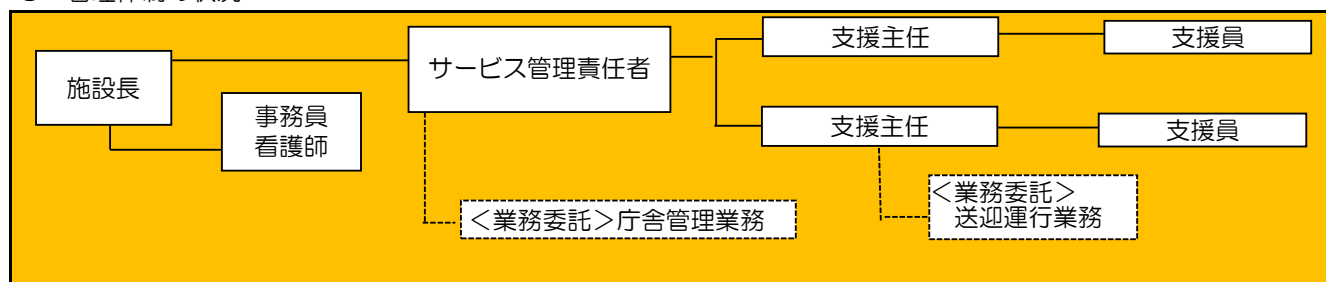 施設長
事務員
看護師
サービス管理責任者
支援主任
支援員
支援主任
支援員
＜業務委託＞庁舎管理業務
＜業務委託＞
送迎運行業務